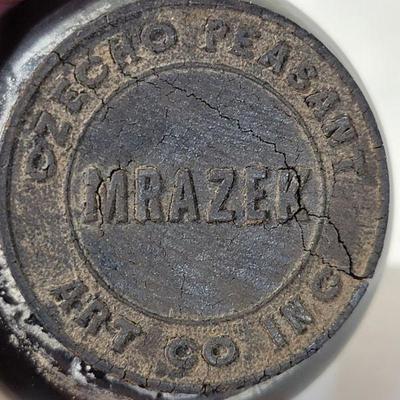 CZECHO PEASANT
MRAZEK
ART CO INC